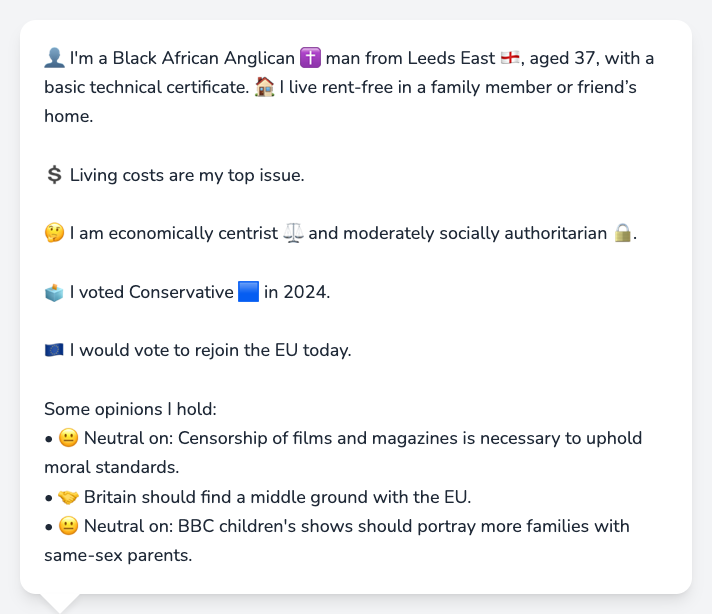 👤 I'm a Black African Anglican ✝️ man from Leeds East 🏴󠁧󠁢󠁥󠁮󠁧󠁿, aged 37, with a
basic technical certificate. 🏠 I live rent-free in a family member or friend’s
home.
💲 Living costs are my top issue.
🤔 I am economically centrist ⚖️ and moderately socially authoritarian 🔒.
🗳️ I voted Conservative 🟦 in 2024.
🇪🇺 I would vote to rejoin the EU today.
Some opinions I hold:
• 😐 Neutral on: Censorship of films and magazines is necessary to uphold
moral standards.
• 🤝 Britain should find a middle ground with the EU.
• 😐 Neutral on: BBC children's shows should portray more families with
same-sex parents.